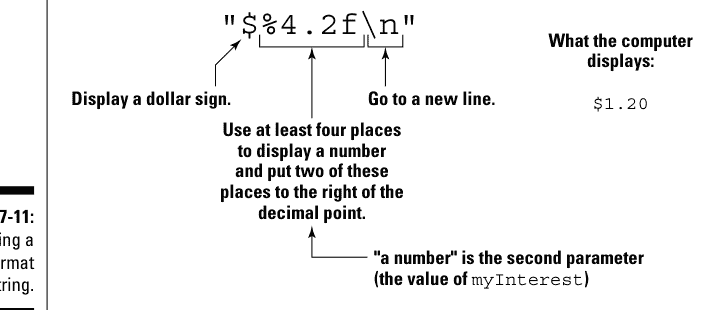 "$%4.2f\n"
What the computer
displays:
Display a dollar sign.
Go to a new line.
$1.20
Use at least four places
to display a number
and put two of these
places to the right of the
decimal point.
7-11:
ing a
rmat
tring.
"a number" is the second parameter
(the value of myInterest)